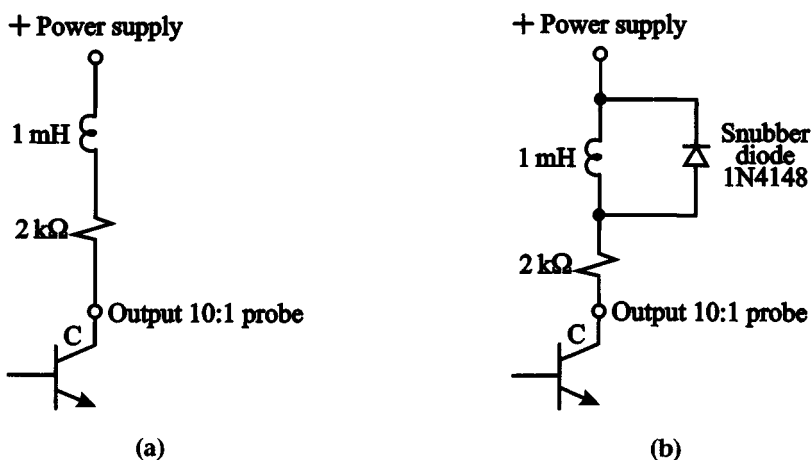 + Power supply
1 mH
2 kΩ
Output 10:1 probe
C
(a)
+ Power supply
1 mH
Snubber
diode
1N4148
2 kΩ
Output 10:1 probe
C
(b)